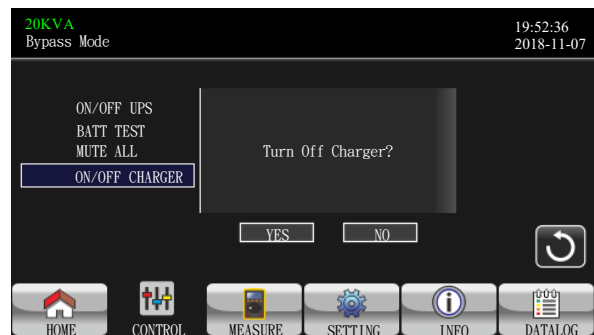 20KVA
Bypass Mode
19:52:36
2018-11-07
ON/OFF UPS
BATT TEST
MUTE ALL
ON/OFF CHARGER
Turn Off Charger?
YES NO
HOME CONTROL MEASURE SETTING INFO DATALOG